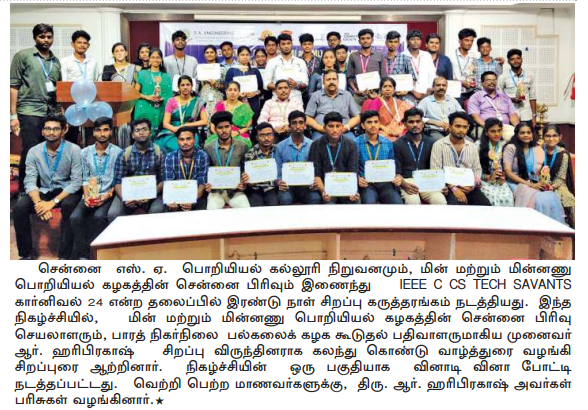 S.A. ENGINEERING
சென்னை எஸ். ஏ. பொறியியல் கல்லூரி நிறுவனமும், மின் மற்றும் மின்னணு
பொறியியல் கழகத்தின் சென்னை பிரிவும் இணைந்து IEEE C CS TECH SAVANTS
கார்னிவல் 24 என்ற தலைப்பில் இரண்டு நாள் சிறப்பு கருத்தரங்கம் நடத்தியது. இந்த
நிகழ்ச்சியில், மின் மற்றும் மின்னணு பொறியியல் கழகத்தின் சென்னை பிரிவு
செயலாளரும், பாரத் நிகர்நிலை பல்கலைக் கழக கூடுதல் பதிவாளருமாகிய முனைவர்
ஆர். ஹரிபிரகாஷ் சிறப்பு விருந்தினராக கலந்து கொண்டு வாழ்த்துரை வழங்கி
சிறப்புரை ஆற்றினார். நிகழ்ச்சியின் ஒரு பகுதியாக வினாடி வினா போட்டி
நடத்தப்பட்டது. வெற்றி பெற்ற மாணவர்களுக்கு, திரு. ஆர். ஹரிபிரகாஷ் அவர்கள்
பரிசுகள் வழங்கினார்.★